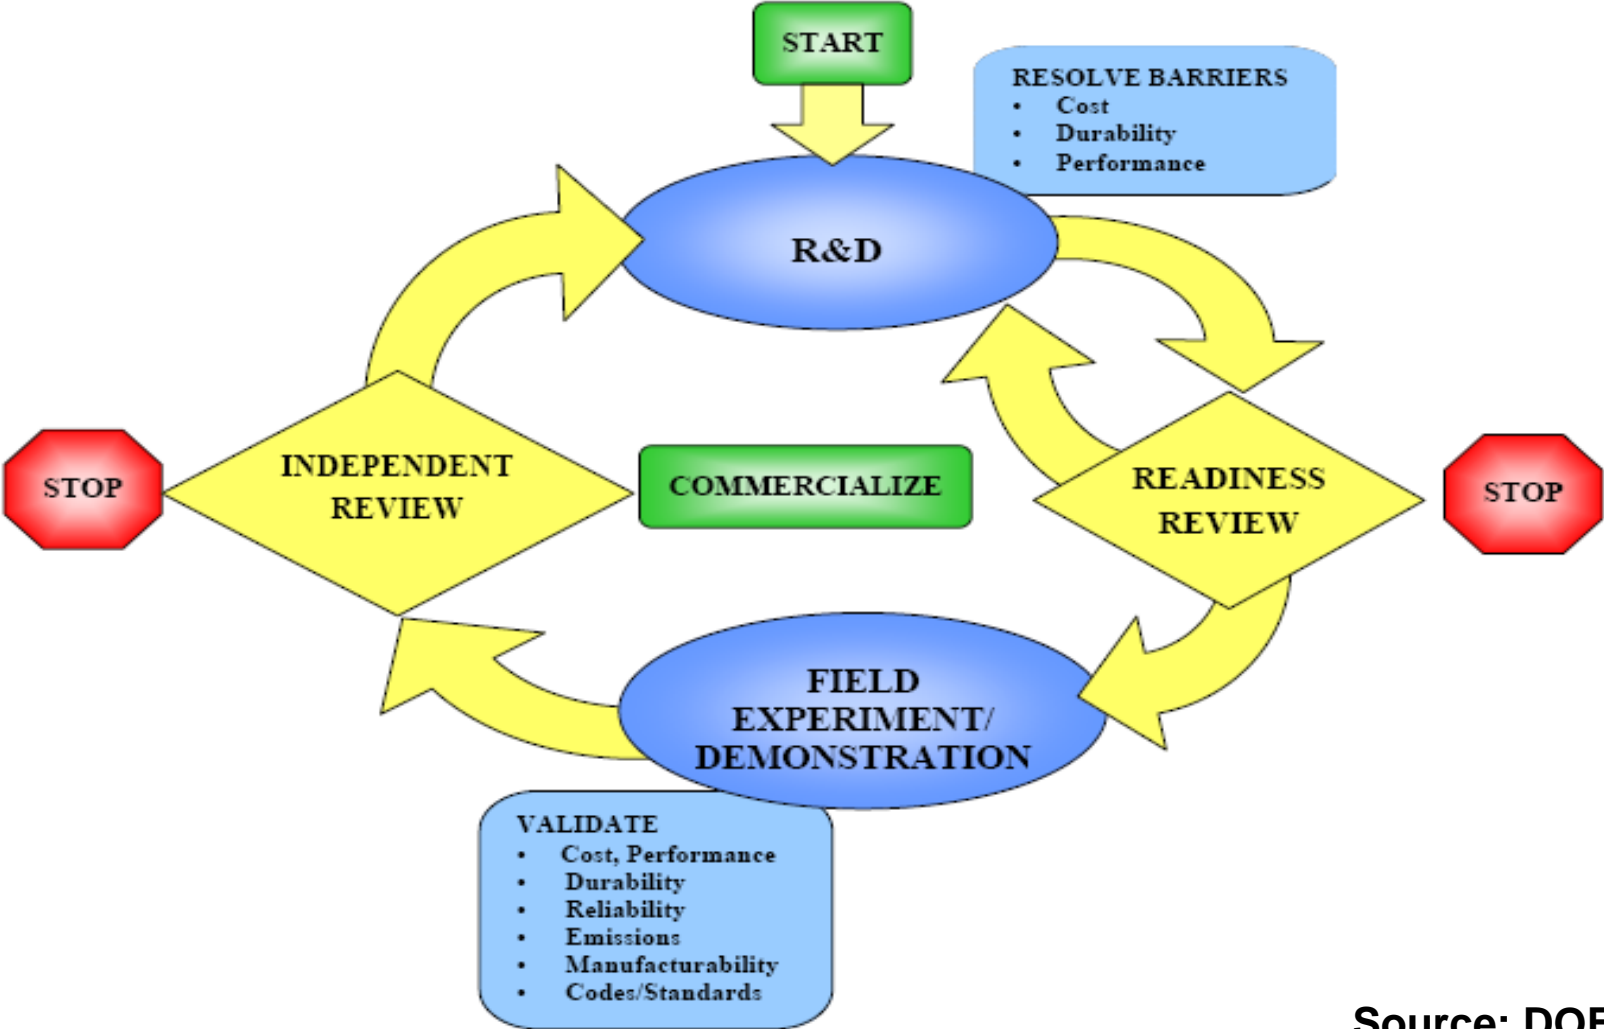 START
RESOLVE BARRIERS
• Cost
• Durability
• Performance
R&D
STOP
INDEPENDENT
REVIEW
COMMERCIALIZE
READINESS
REVIEW
STOP
FIELD
EXPERIMENT/
DEMONSTRATION
VALIDATE
• Cost, Performance
• Durability
• Reliability
• Emissions
• Manufacturability
• Codes/Standards
Source: DOE